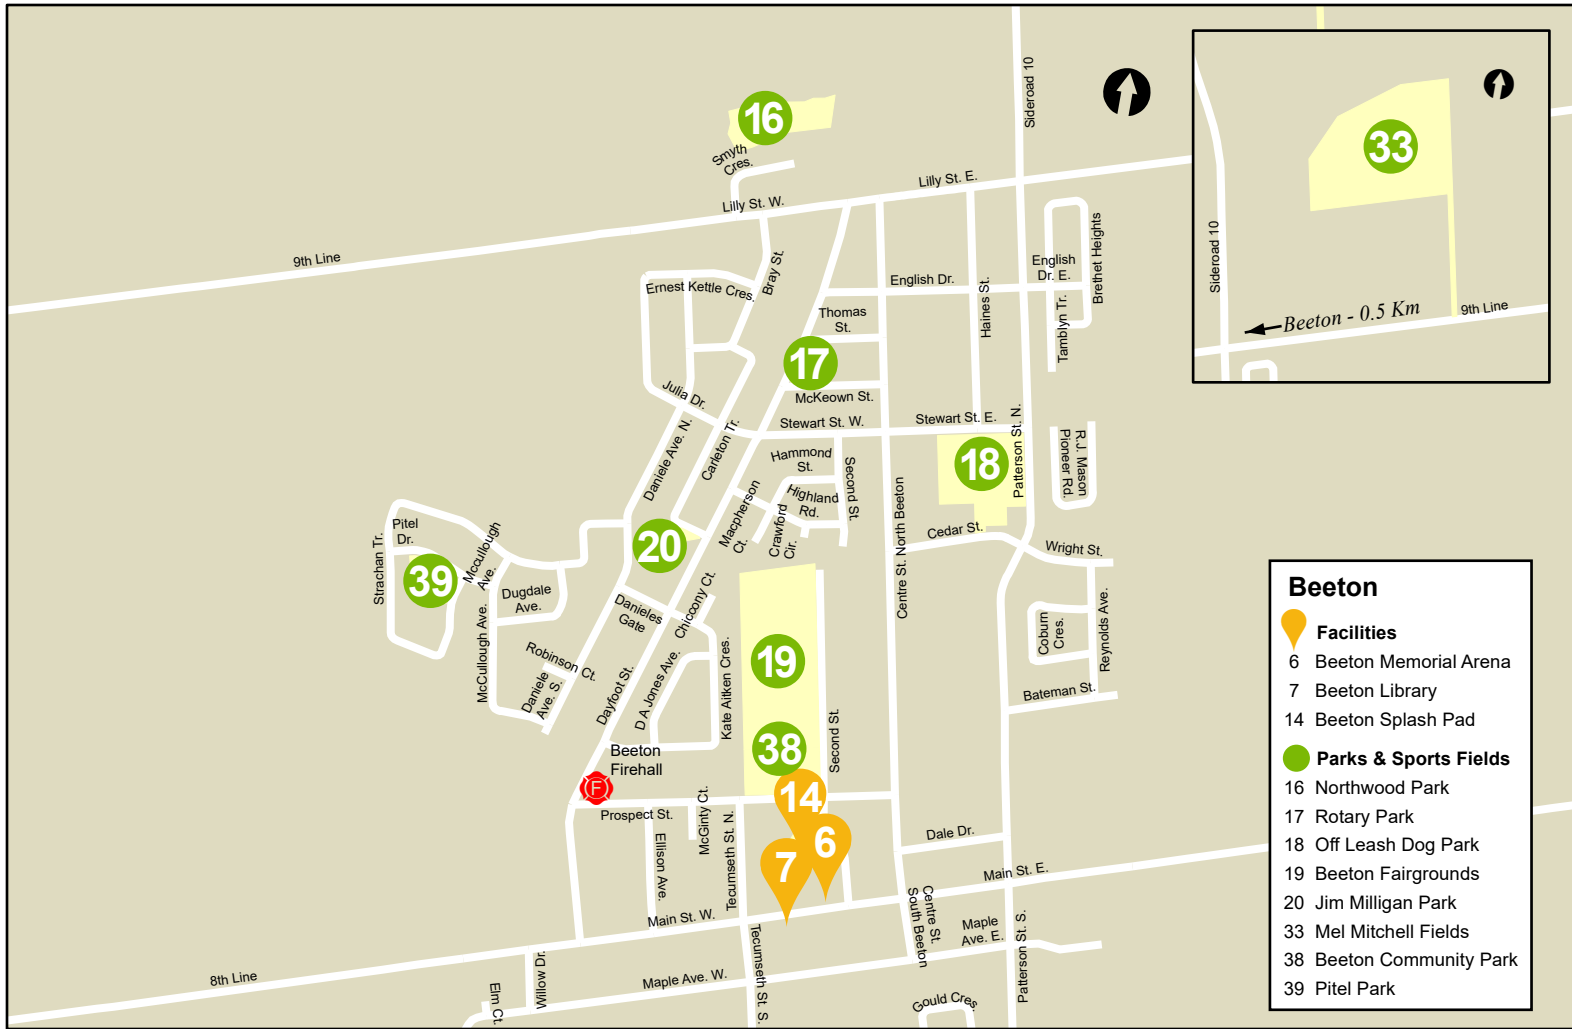 16
Smyth
Cres.
Lilly St. W.
Lilly St. E.
Sideroad 10
9th Line
Bray St.
Ernest Kettle Cres.
English Dr.
English
Dr. E.
Brethet Heights
Tamblyn Tr.
Haines St.
Thomas
St.
17
McKeown St.
Julia Dr.
Stewart St. W.
Stewart St. E.
Patterson St. N.
R.J. Mason
Pioneer Rd.
Daniele Ave. N.
Carleton Tr.
Hammond
St.
Second St.
Highland
Rd.
Macpherson
Ct.
Crawford
Cir.
18
Centre St. North Beeton
Cedar St.
Wright St.
20
Pitel
Dr.
Strachan Tr.
39
Mccullough
Ave.
McCullough Ave.
Dugdale
Ave.
Danieles
Gate
Chiccony Ct.
Robinson Ct.
Daniele
Ave. S.
Dayfoot St.
D A Jones Ave.
Kate Aitken Cres.
19
38
Second St.
Coburn
Cres.
Reynolds Ave.
Bateman St.
Beeton
Firehall
F
Prospect St.
McGinty Ct.
Ellison Ave.
Tecumseth St. N.
14
6
7
Dale Dr.
Main St. E.
Main St. W.
Centre St.
South Beeton
Maple
Ave. E.
Patterson St. S.
8th Line
Willow Dr.
Elm Ct.
Maple Ave. W.
Tecumseth St. S.
Gould Cres.
33
Sideroad 10
Beeton - 0.5 Km
9th Line
Beeton
Facilities
6 Beeton Memorial Arena
7 Beeton Library
14 Beeton Splash Pad
Parks & Sports Fields
16 Northwood Park
17 Rotary Park
18 Off Leash Dog Park
19 Beeton Fairgrounds
20 Jim Milligan Park
33 Mel Mitchell Fields
38 Beeton Community Park
39 Pitel Park